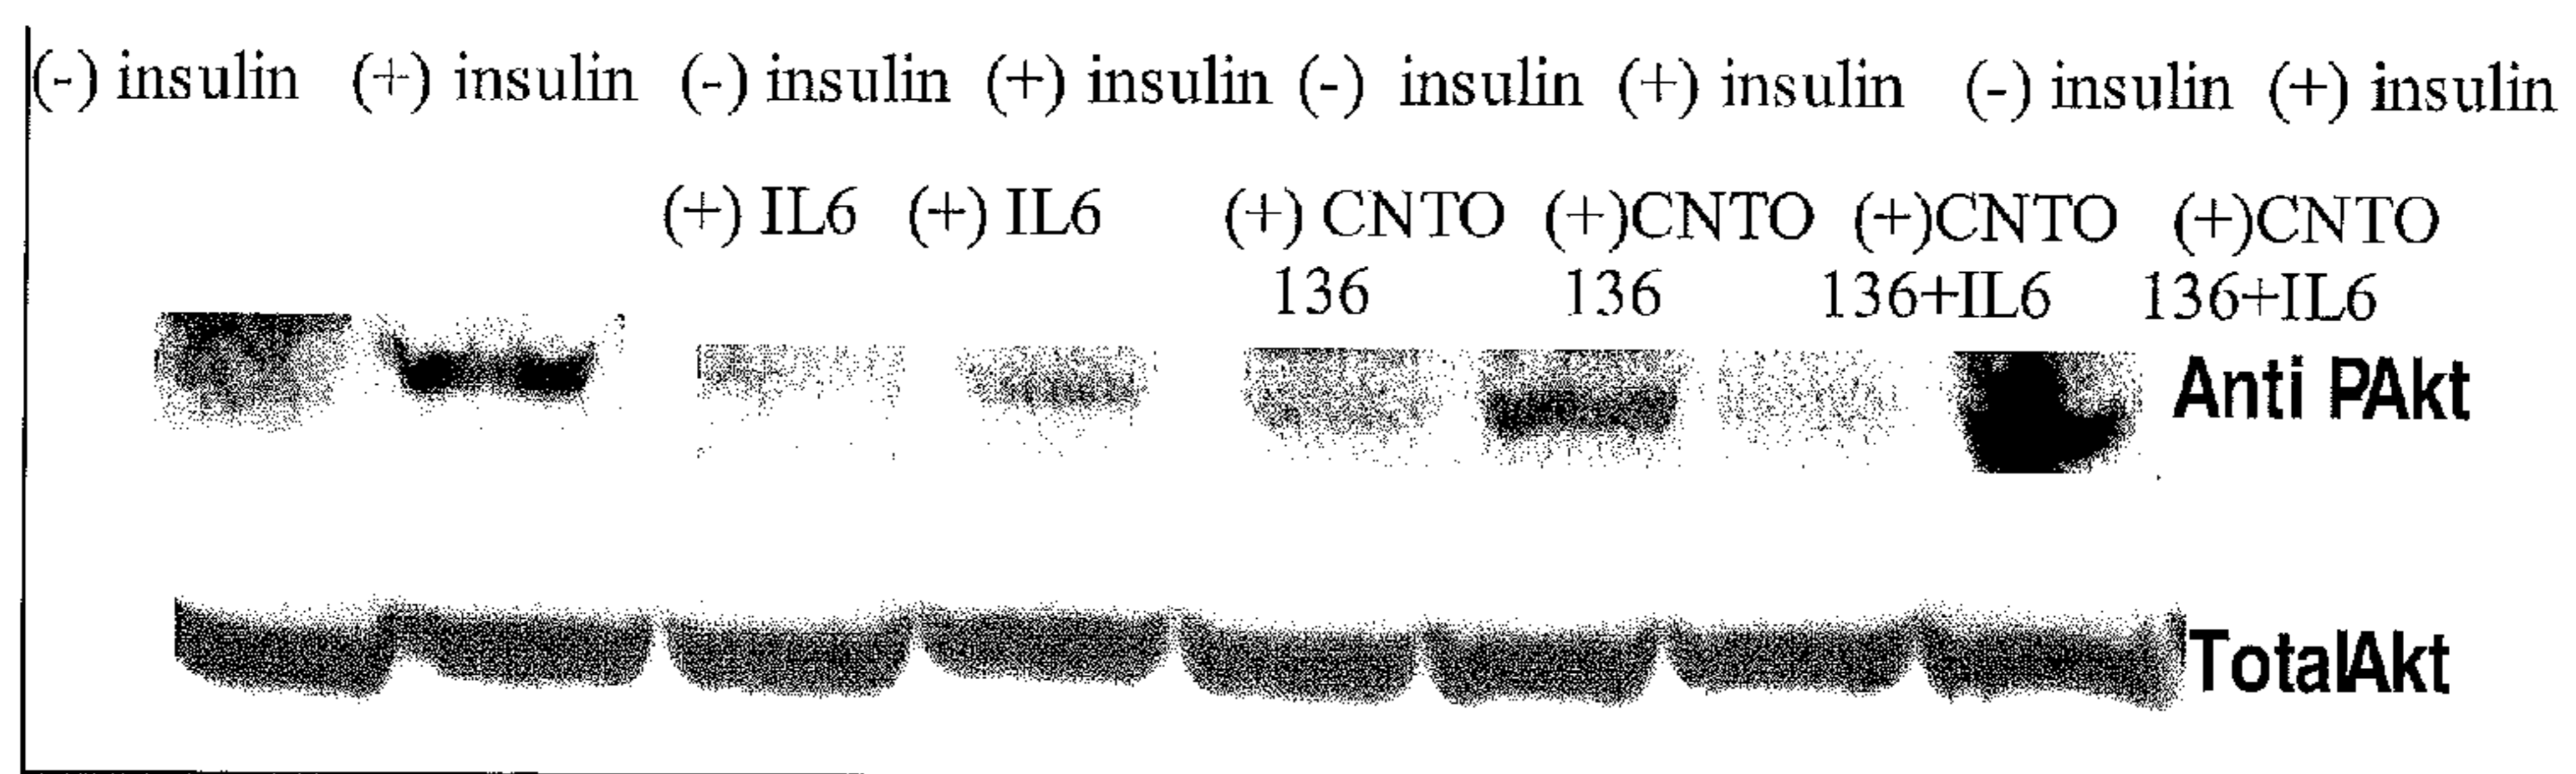 (-) insulin (+) insulin (-) insulin (+) insulin (-) insulin (+) insulin (-) insulin (+) insulin
(+) IL6 (+) IL6 (+) CNTO (+)CNTO (+)CNTO (+)CNTO
136 136 136+IL6 136+IL6
Anti PAkt
TotalAkt